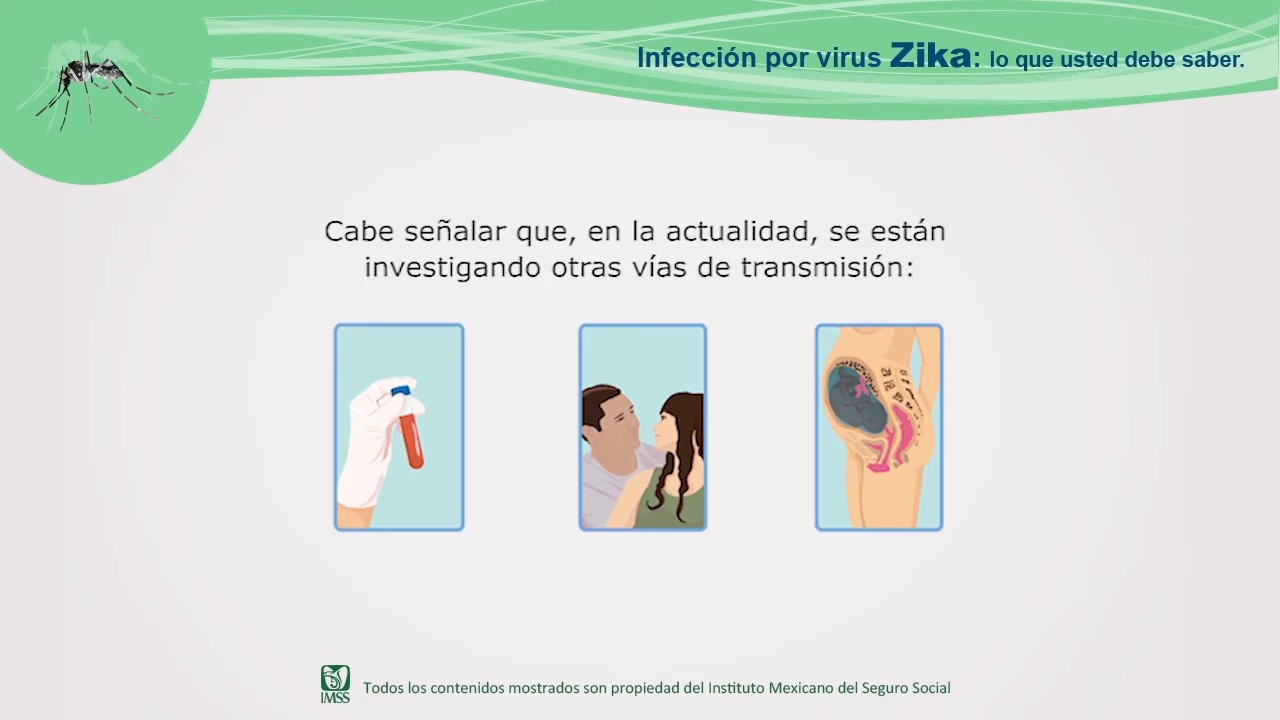 Infección por virus Zika: lo que usted debe saber.
Cabe señalar que, en la actualidad, se están
investigando otras vías de transmisión:
IMSS
Todos los contenidos mostrados son propiedad del Instituto Mexicano del Seguro Social